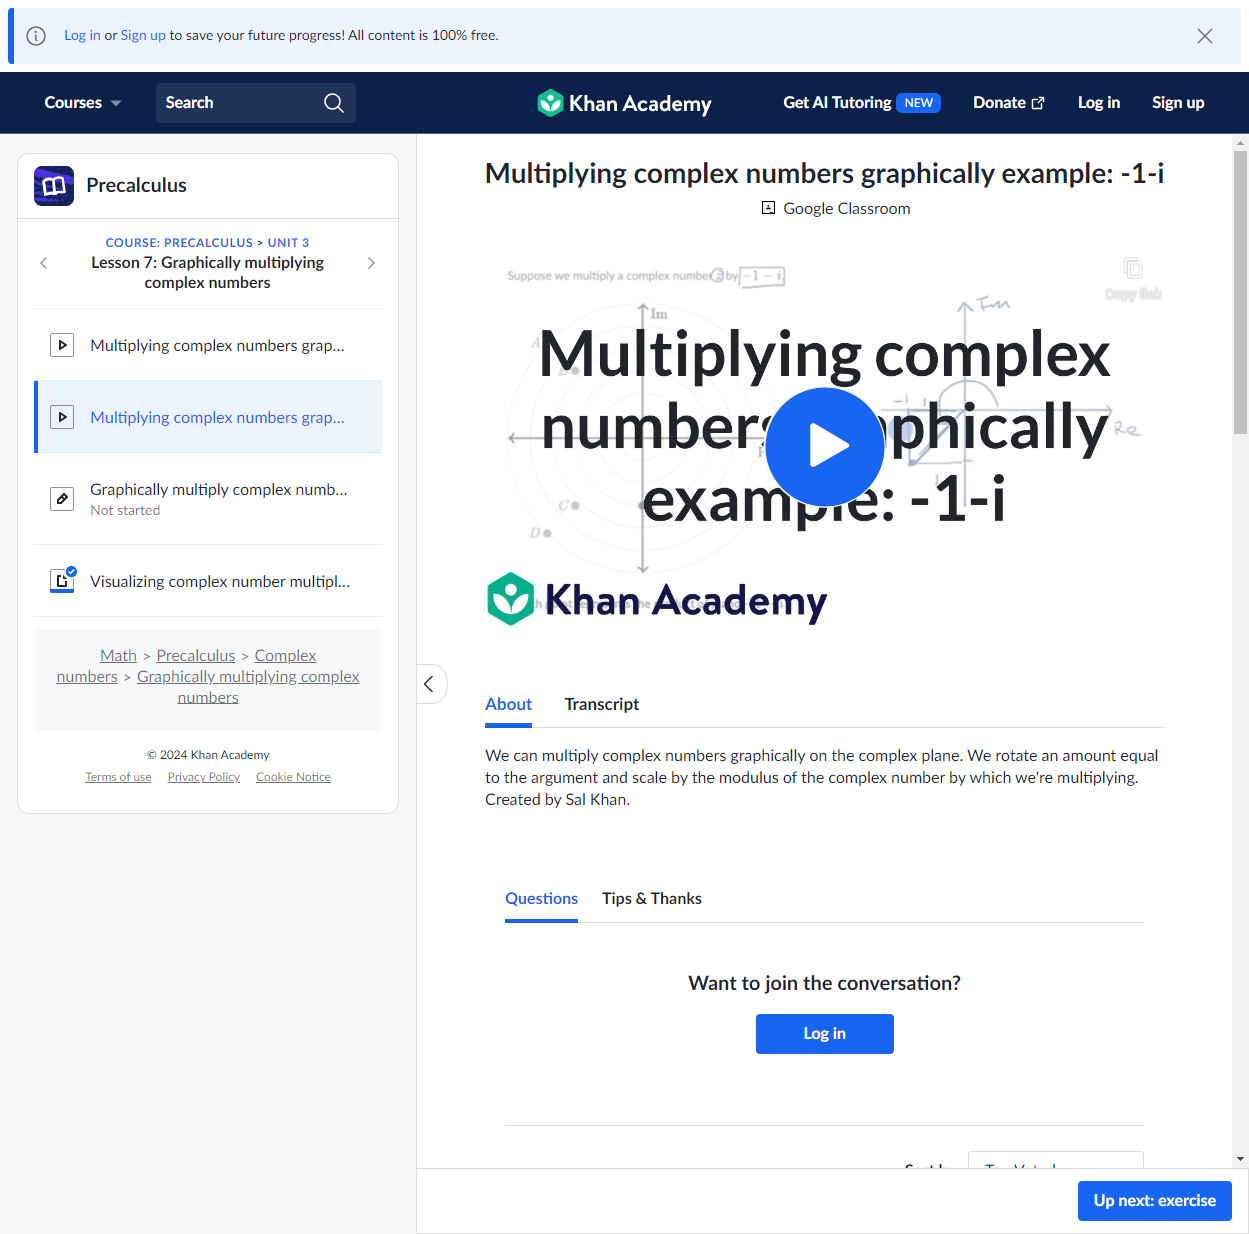 Log in or Sign up to save your future progress! All content is 100% free.
Courses
Search
Khan Academy
Get AI Tutoring NEW
Donate
Log in
Sign up
Precalculus
COURSE: PRECALCULUS > UNIT 3
Lesson 7: Graphically multiplying
complex numbers
Multiplying complex numbers grap...
Multiplying complex numbers grap...
Graphically multiply complex numb...
Not started
Visualizing complex number multipl...
Math > Precalculus > Complex
numbers > Graphically multiplying complex
numbers
© 2024 Khan Academy
Terms of use Privacy Policy Cookie Notice
Multiplying complex numbers graphically example: -1-i
Google Classroom
Suppose we multiply a complex number z by -1 - i.
Copy link
Im
Im
Multiplying complex
numbers graphically
example: -1-i
A
B
-1
Re
C
D
Khan Academy
About
Transcript
We can multiply complex numbers graphically on the complex plane. We rotate an amount equal
to the argument and scale by the modulus of the complex number by which we're multiplying.
Created by Sal Khan.
Questions
Tips & Thanks
Want to join the conversation?
Log in
Up next: exercise